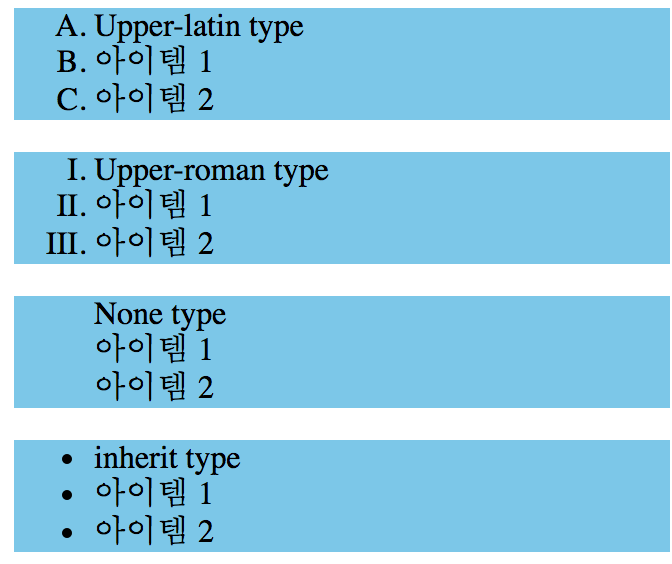 A. Upper-latin type
B. 아이템 1
C. 아이템 2
I. Upper-roman type
II. 아이템 1
III. 아이템 2
None type
아이템 1
아이템 2
• inherit type
• 아이템 1
• 아이템 2